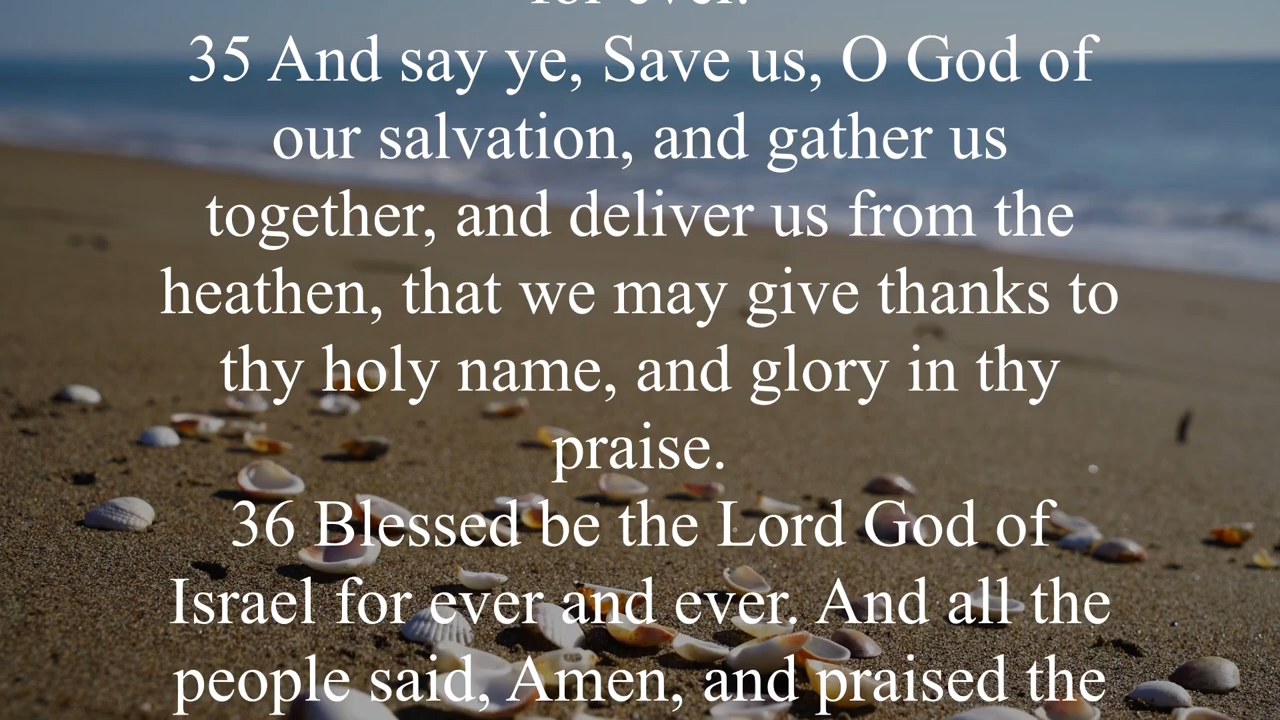 for ever.
35 And say ye, Save us, O God of
our salvation, and gather us
together, and deliver us from the
heathen, that we may give thanks to
thy holy name, and glory in thy
praise.
36 Blessed be the Lord God of
Israel for ever and ever. And all the
people said, Amen, and praised the